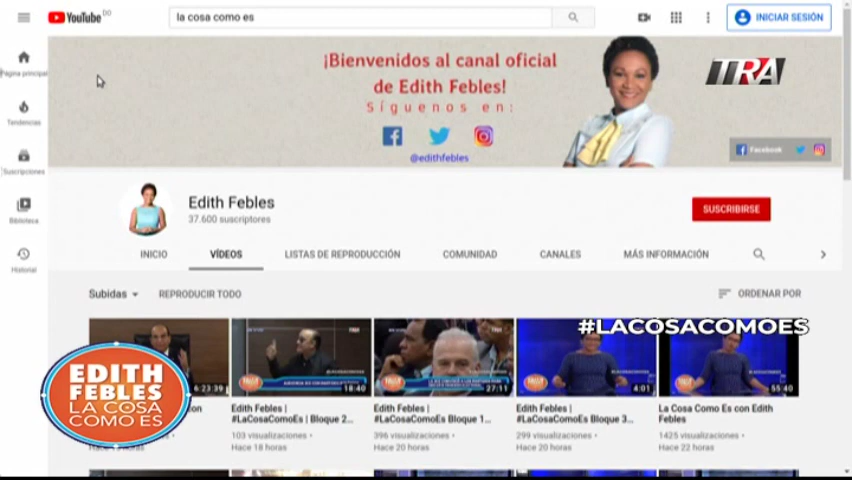 YouTube DO
la cosa como es
INICIAR SESIÓN
Página principal
Tendencias
Suscripciones
Biblioteca
Historial
¡Bienvenidos al canal oficial
de Edith Febles!
Síguenos en:
@edithfebles
TRA
Facebook
Edith Febles
37.600 suscriptores
SUSCRIBIRSE
INICIO VÍDEOS LISTAS DE REPRODUCCIÓN COMUNIDAD CANALES MÁS INFORMACIÓN
Subidas REPRODUCIR TODO ORDENAR POR
#LACOSACOMOES
6:23:39
18:40
27:11
4:01
55:40
EDITH
FEBLES
LA COSA
COMO ES
Edith Febles |
#LaCosaComoEs | Bloque 2...
103 visualizaciones •
Hace 18 horas
Edith Febles |
#LaCosaComoEs Bloque 1...
396 visualizaciones •
Hace 20 horas
Edith Febles |
#LaCosaComoEs Bloque 3...
299 visualizaciones •
Hace 20 horas
La Cosa Como Es con Edith
Febles
1425 visualizaciones •
Hace 22 horas